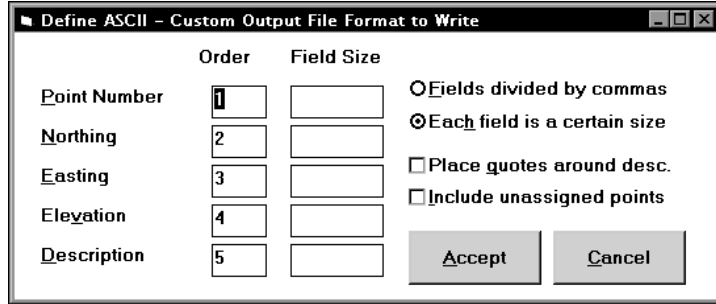 Define ASCII – Custom Output File Format to Write
Order Field Size
Point Number 1
Northing 2
Easting 3
Elevation 4
Description 5
Fields divided by commas
Each field is a certain size
Place quotes around desc.
Include unassigned points
Accept Cancel